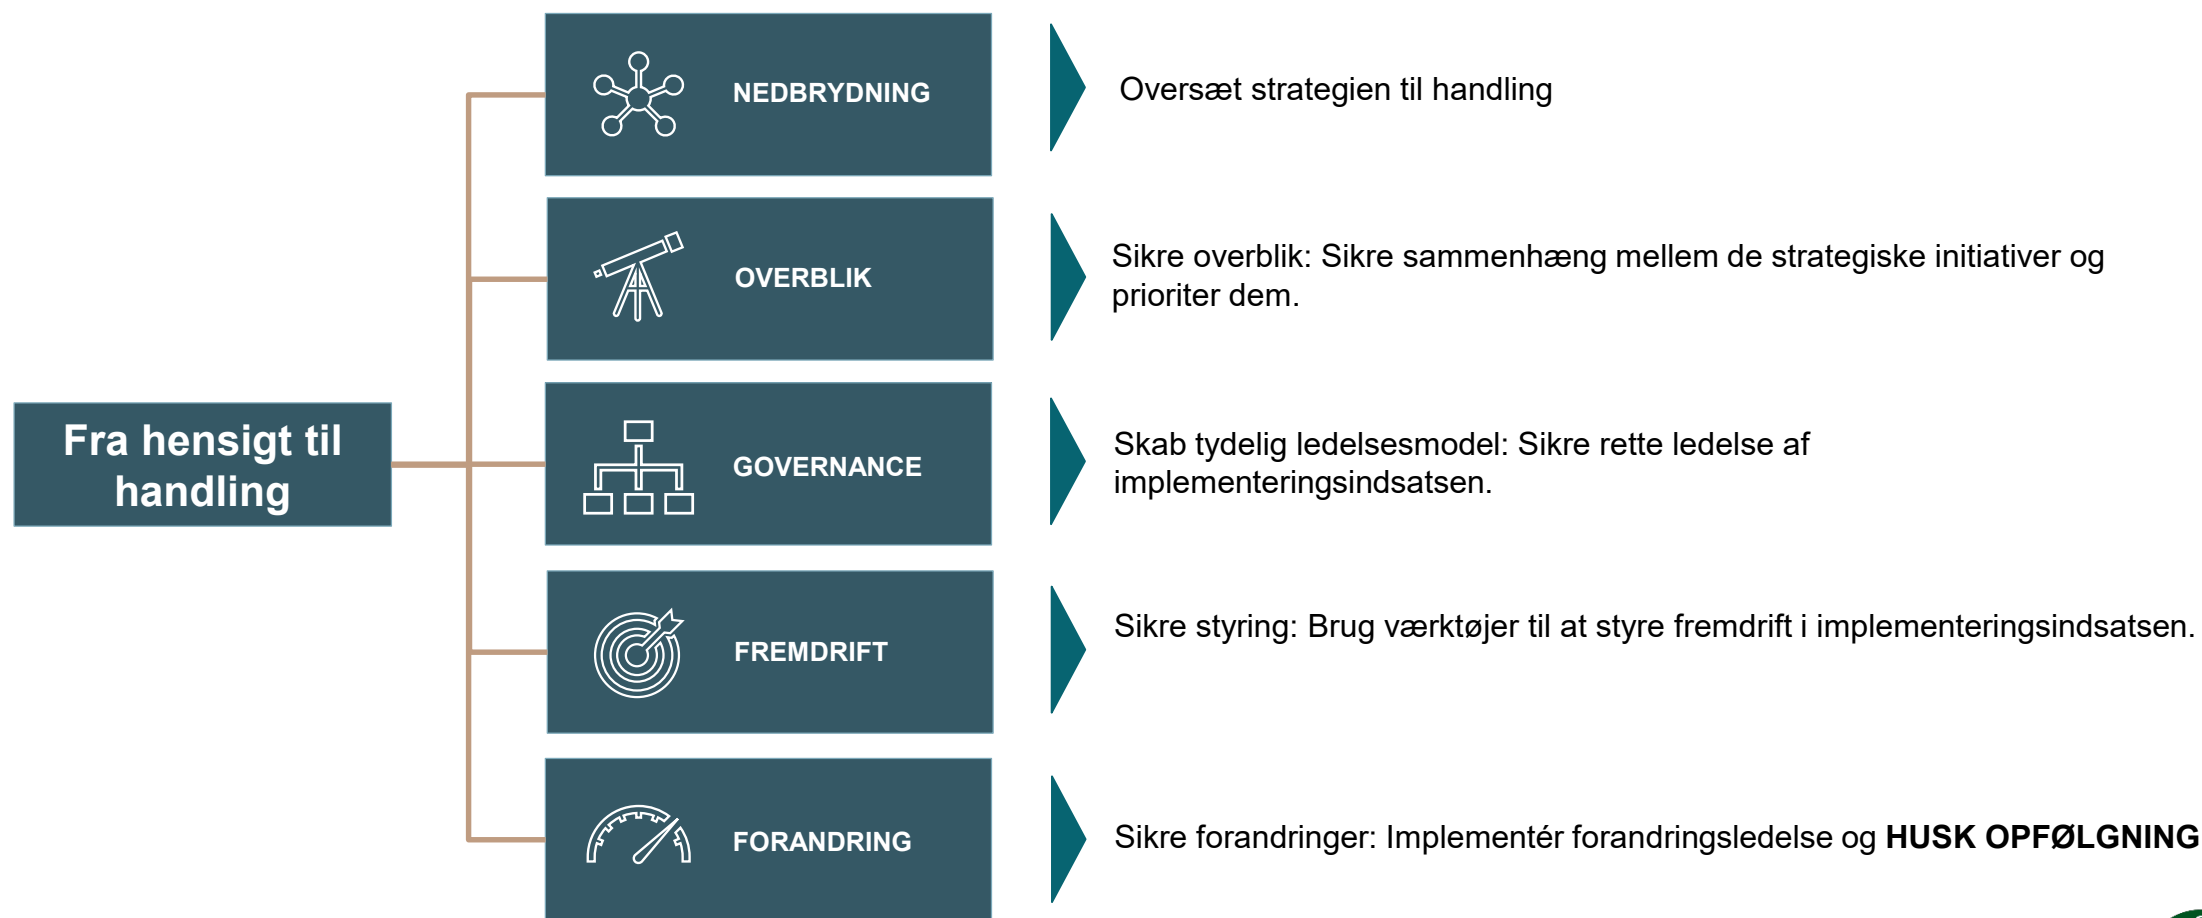 NEDBRYDNING
Oversæt strategien til handling
OVERBLIK
Sikre overblik: Sikre sammenhæng mellem de strategiske initiativer og
prioriter dem.
Fra hensigt til
handling
GOVERNANCE
Skab tydelig ledelsesmodel: Sikre rette ledelse af
implementeringsindsatsen.
FREMDRIFT
Sikre styring: Brug værktøjer til at styre fremdrift i implementeringsindsatsen.
FORANDRING
Sikre forandringer: Implementér forandringsledelse og HUSK OPFØLGNING